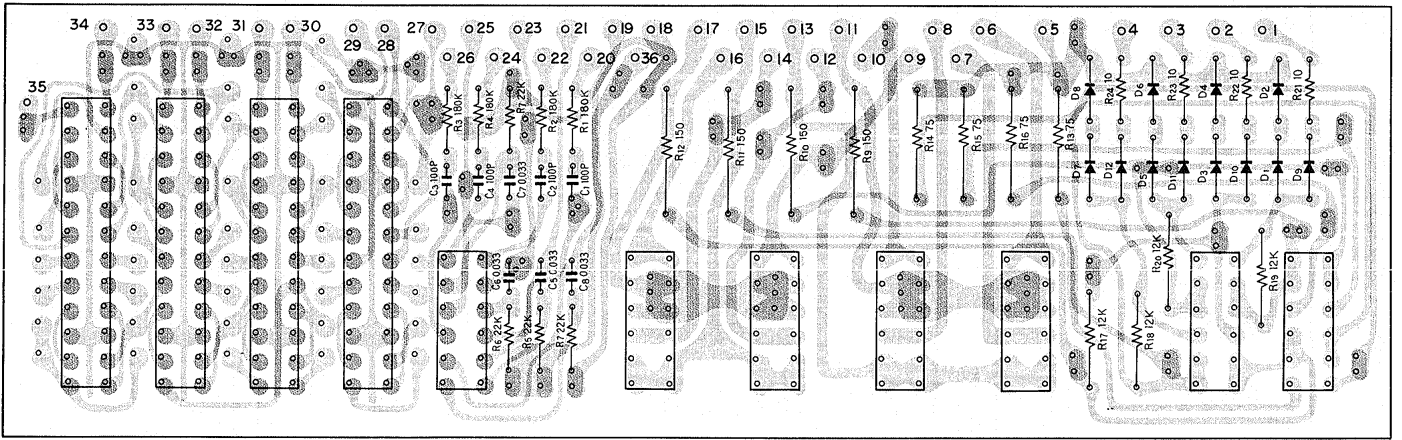 34 33 32 31 30 29 28 27 25 23 21 19 18 17 15 13 11 8 6 5 4 3 2 1
26 24 22 20 36 16 14 12 10 9 7
35
R3 180K
R4 180K
R7 22K
R2 180K
R1 180K
R12 150
R11 150
R10 150
R9 150
R14 75
R15 75
R16 75
R13 75
D8
R24 10
D6
R23 10
D4
R22 10
D2
R21 10
C3 100P
C4 100P
C7 0.033
C2 100P
C1 100P
D7
D12
D5
D11
D3
D10
D1
D9
C6 0.033
C5 0.033
C8 0.033
R6 22K
R5 22K
R7 22K
R20 12K
R19 12K
R17 12K
R18 12K